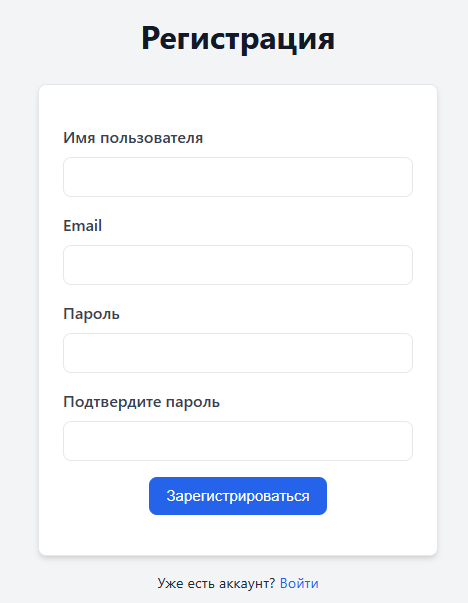 Регистрация
Имя пользователя
Email
Пароль
Подтвердите пароль
Зарегистрироваться
Уже есть аккаунт? Войти